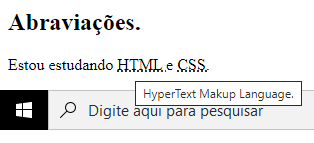 Abraviações.
Estou estudando HTML e CSS.
HyperText Makup Language.
Digite aqui para pesquisar